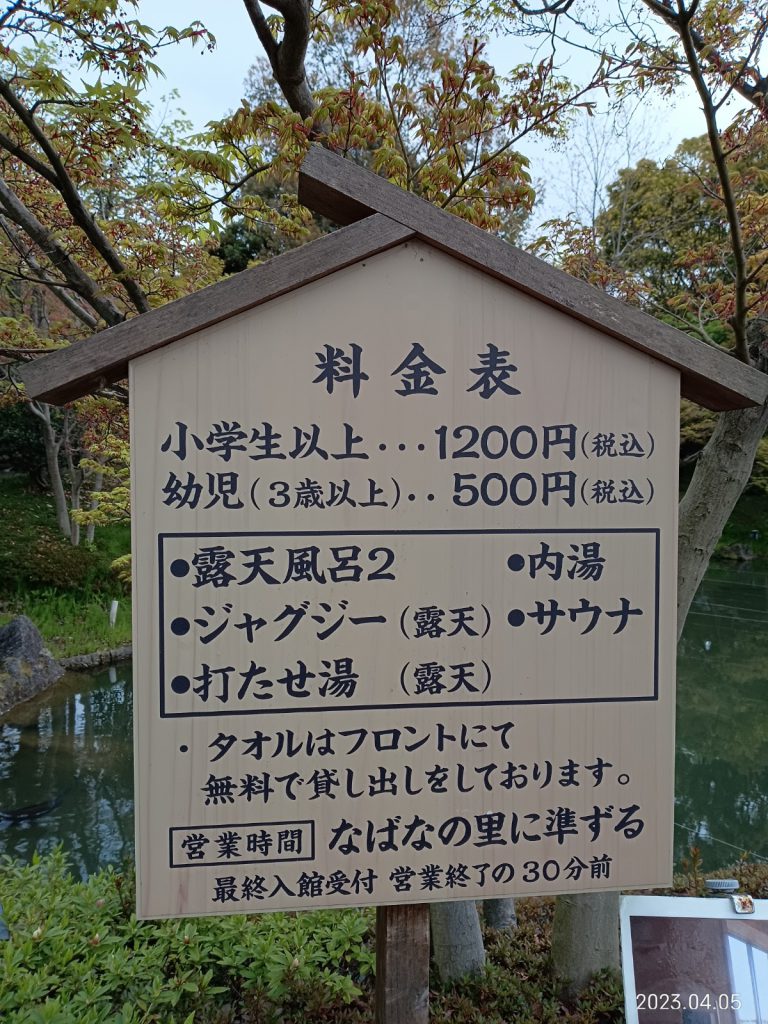 料金表
小学生以上･･･1200円(税込)
幼児(3歳以上)･･500円(税込)
●露天風呂2 ●内湯
●ジャグジー(露天) ●サウナ
●打たせ湯 (露天)
・タオルはフロントにて
無料で貸し出しをしております。
営業時間 なばなの里に準ずる
最終入館受付 営業終了の30分前
2023.04.05